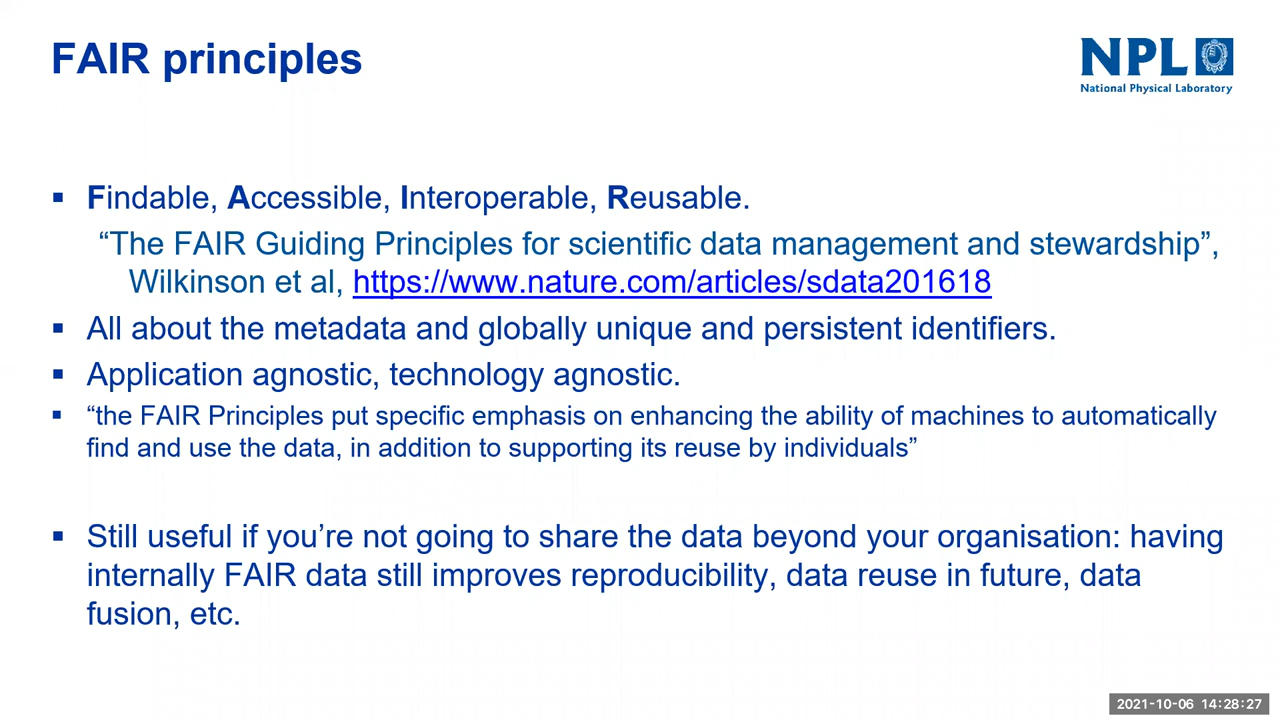 FAIR principles
NPL
National Physical Laboratory
▪ Findable, Accessible, Interoperable, Reusable.
“The FAIR Guiding Principles for scientific data management and stewardship”,
Wilkinson et al, https://www.nature.com/articles/sdata201618
▪ All about the metadata and globally unique and persistent identifiers.
▪ Application agnostic, technology agnostic.
▪ “the FAIR Principles put specific emphasis on enhancing the ability of machines to automatically
find and use the data, in addition to supporting its reuse by individuals”
▪ Still useful if you’re not going to share the data beyond your organisation: having
internally FAIR data still improves reproducibility, data reuse in future, data
fusion, etc.
2021-10-06 14:28:27